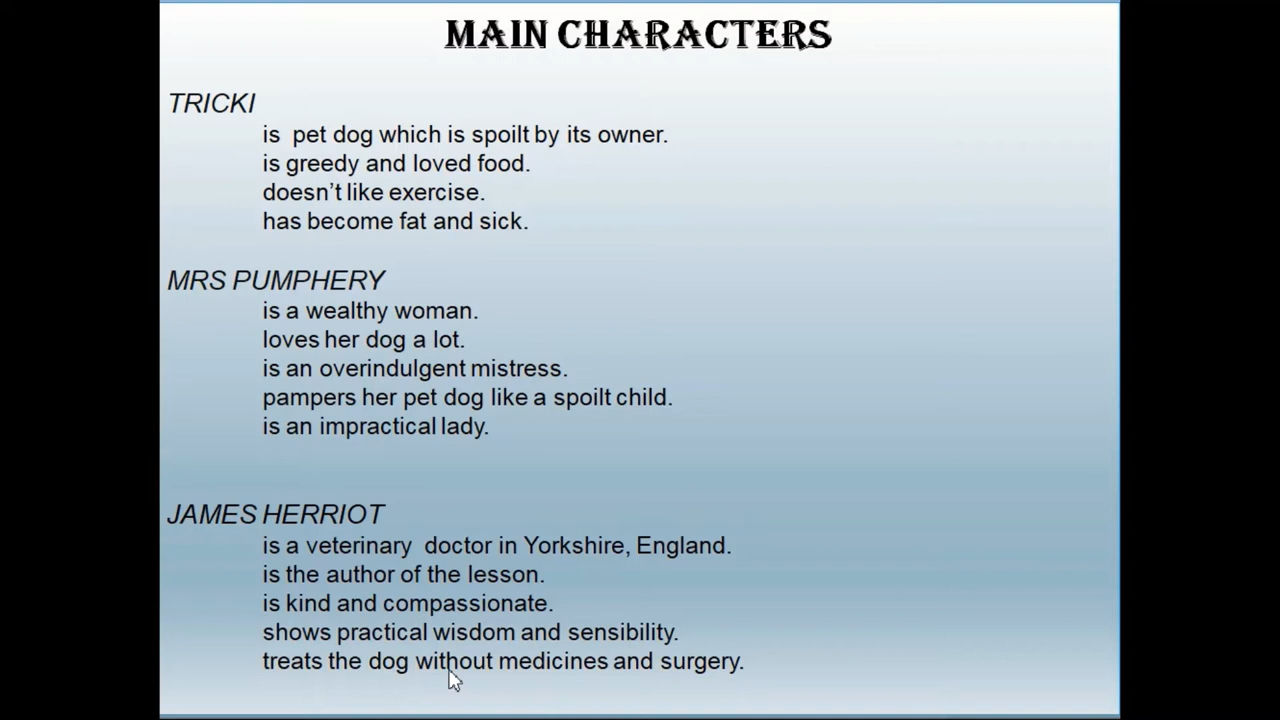 MAIN CHARACTERS
TRICKI
is pet dog which is spoilt by its owner.
is greedy and loved food.
doesn’t like exercise.
has become fat and sick.
MRS PUMPHERY
is a wealthy woman.
loves her dog a lot.
is an overindulgent mistress.
pampers her pet dog like a spoilt child.
is an impractical lady.
JAMES HERRIOT
is a veterinary doctor in Yorkshire, England.
is the author of the lesson.
is kind and compassionate.
shows practical wisdom and sensibility.
treats the dog without medicines and surgery.